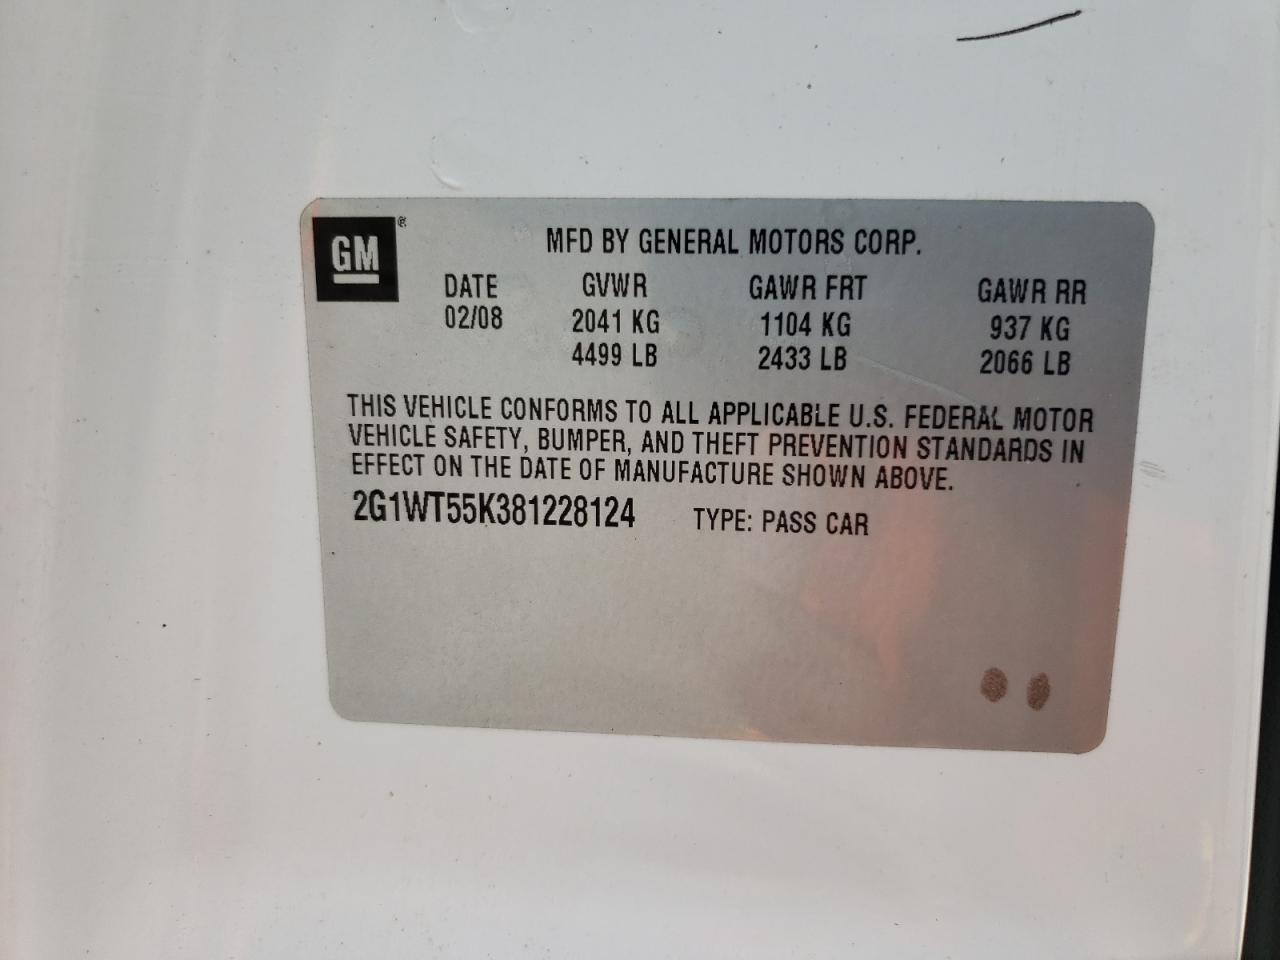 GM®
MFD BY GENERAL MOTORS CORP.
DATE GVWR GAWR FRT GAWR RR
02/08 2041 KG 1104 KG 937 KG
4499 LB 2433 LB 2066 LB
THIS VEHICLE CONFORMS TO ALL APPLICABLE U.S. FEDERAL MOTOR
VEHICLE SAFETY, BUMPER, AND THEFT PREVENTION STANDARDS IN
EFFECT ON THE DATE OF MANUFACTURE SHOWN ABOVE.
2G1WT55K381228124 TYPE: PASS CAR